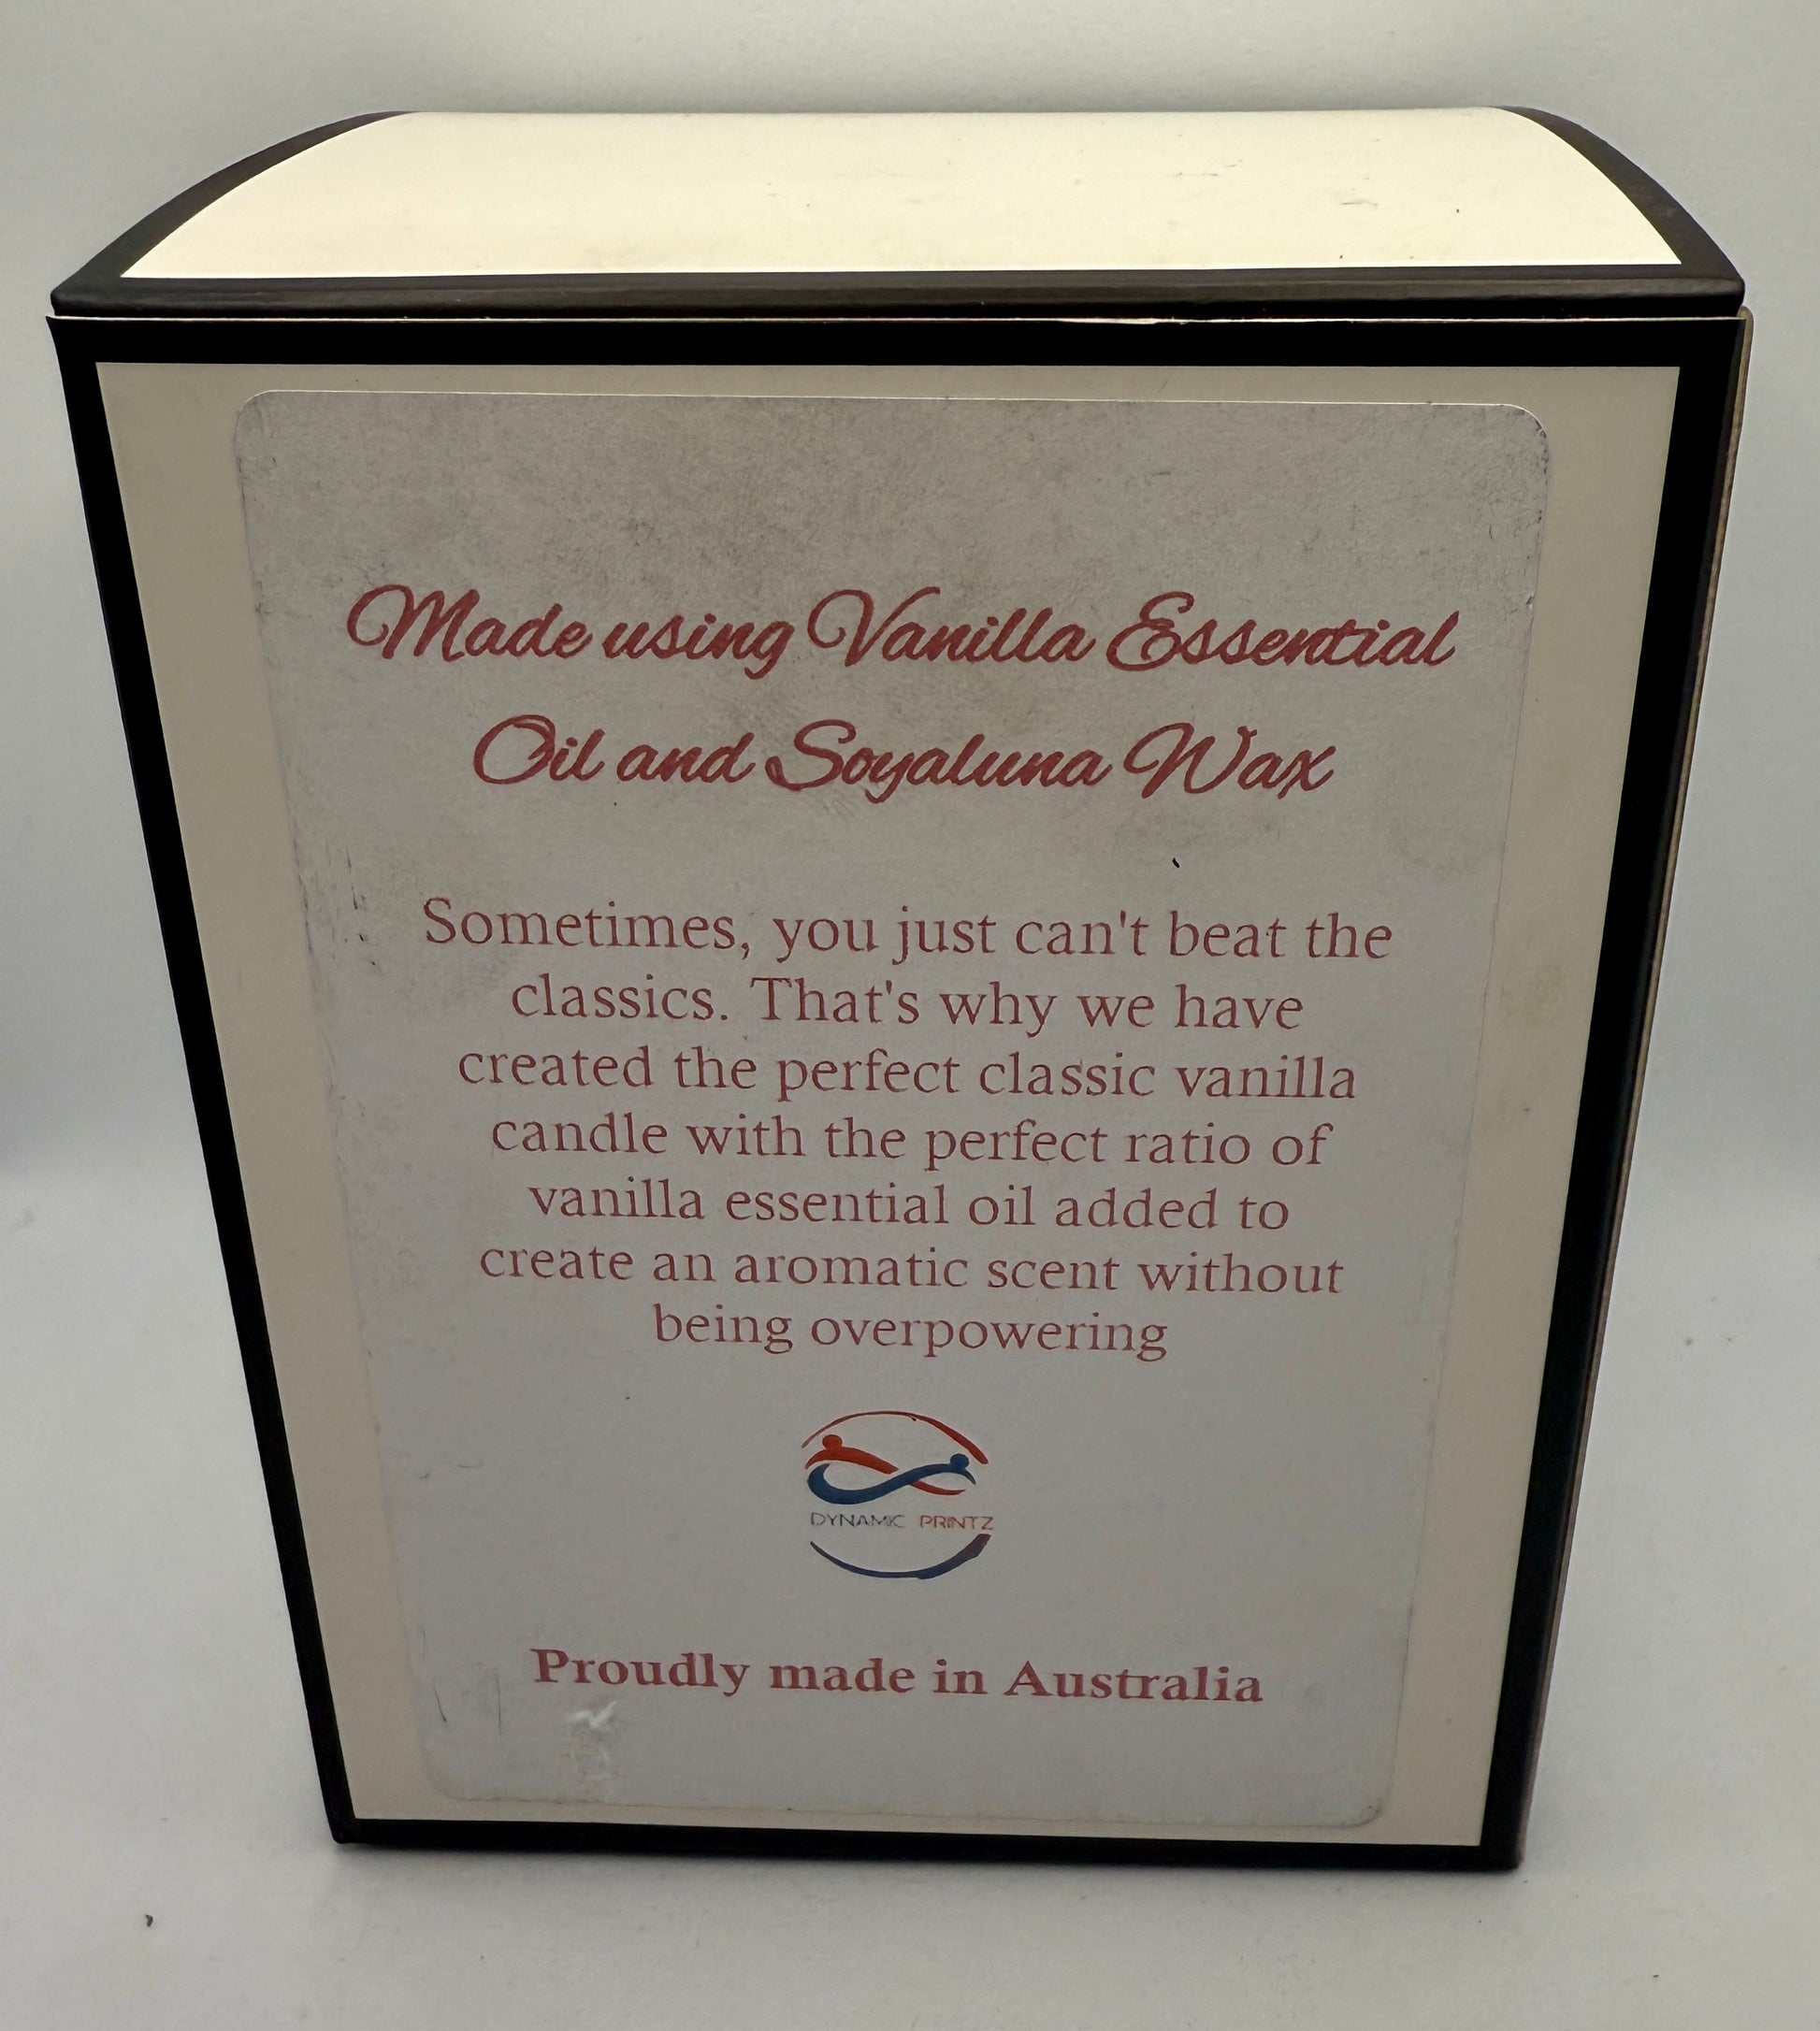 Made using Vanilla Essential
Oil and Soyaluna Wax
Sometimes, you just can't beat the
classics. That's why we have
created the perfect classic vanilla
candle with the perfect ratio of
vanilla essential oil added to
create an aromatic scent without
being overpowering
DYNAMIC PRINTZ
Proudly made in Australia